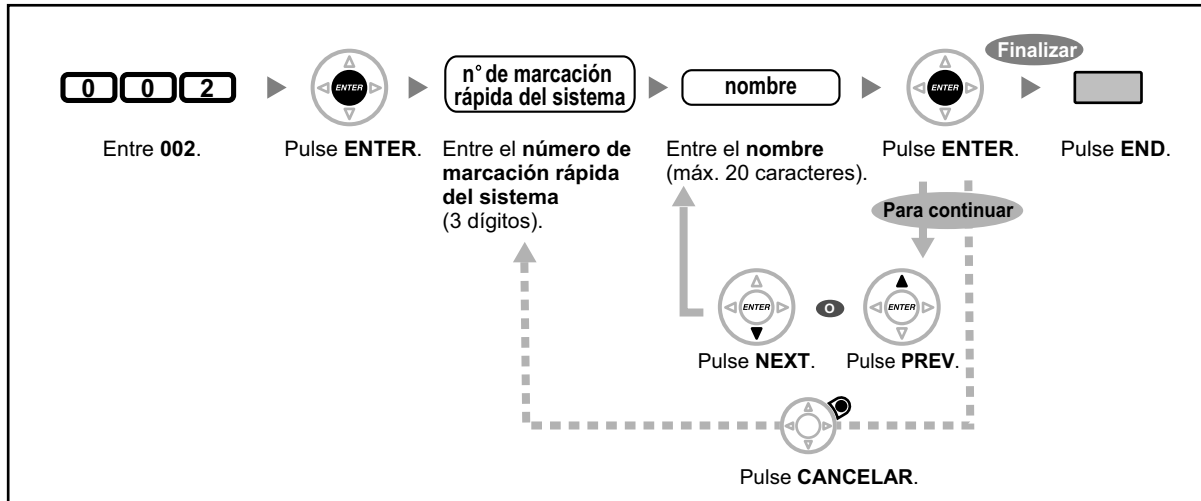 Finalizar
0 0 2
ENTER
n° de marcación
rápida del sistema
nombre
ENTER
Entre 002.
Pulse ENTER.
Entre el número de
marcación rápida
del sistema
(3 dígitos).
Entre el nombre
(máx. 20 caracteres).
Pulse ENTER.
Pulse END.
Para continuar
ENTER
O
ENTER
Pulse NEXT.
Pulse PREV.
Pulse CANCELAR.